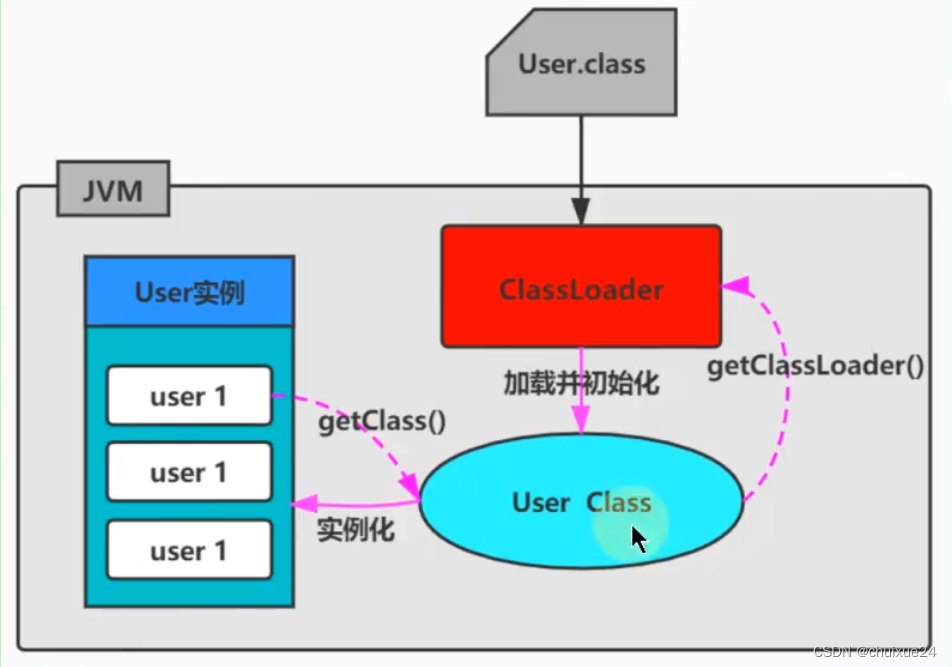 User.class
JVM
User实例
ClassLoader
getClassLoader()
加载并初始化
user 1
getClass()
user 1
User Class
实例化
user 1
CSDN @chuixue24